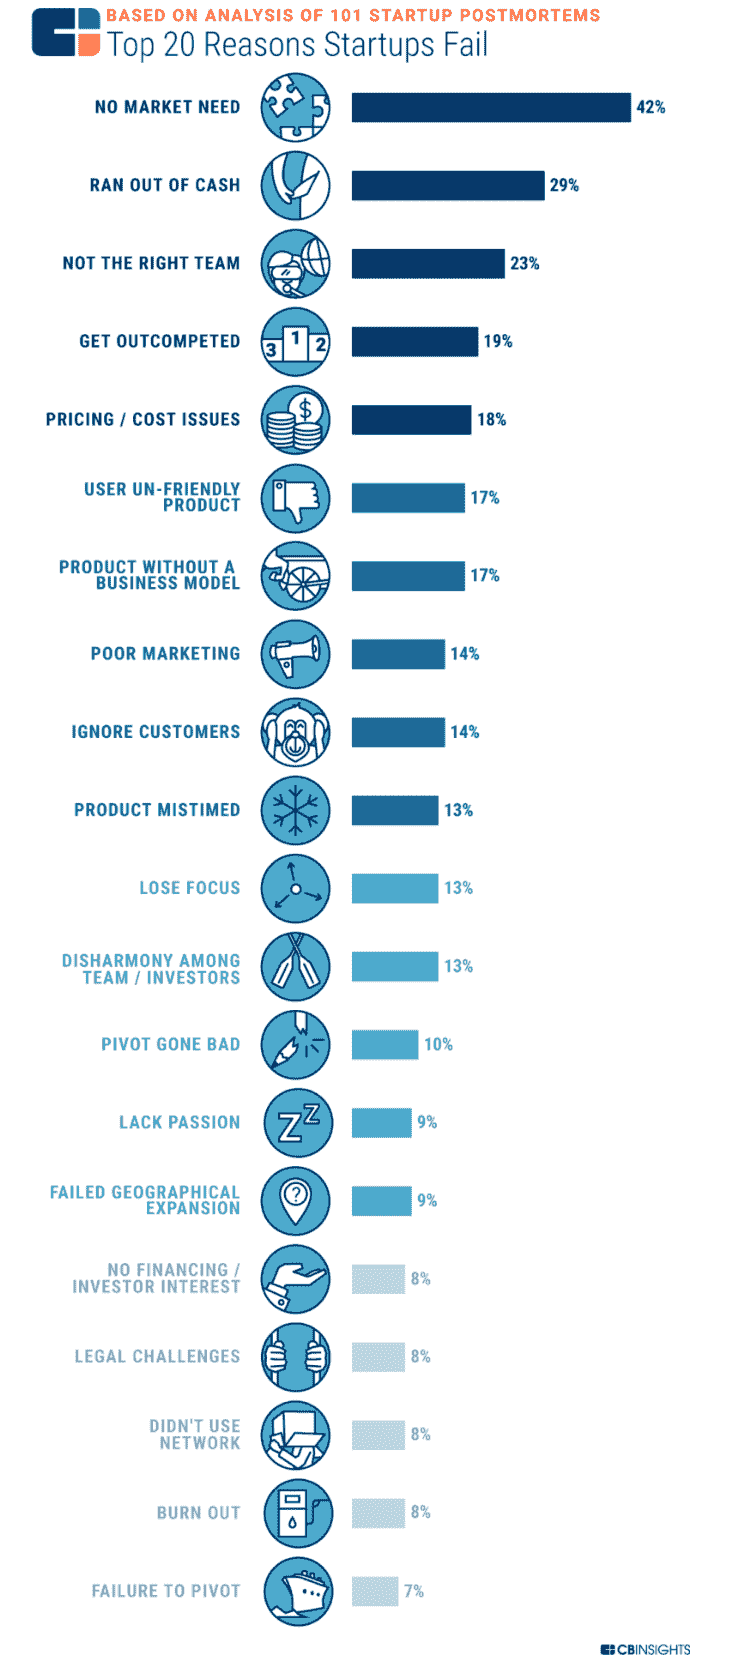 BASED ON ANALYSIS OF 101 STARTUP POSTMORTEMS
Top 20 Reasons Startups Fail
NO MARKET NEED 42%
RAN OUT OF CASH 29%
NOT THE RIGHT TEAM 23%
GET OUTCOMPETED 3 1 2 19%
PRICING / COST ISSUES $ 18%
USER UN-FRIENDLY
PRODUCT 17%
PRODUCT WITHOUT A
BUSINESS MODEL 17%
POOR MARKETING 14%
IGNORE CUSTOMERS 14%
PRODUCT MISTIMED 13%
LOSE FOCUS 13%
DISHARMONY AMONG
TEAM / INVESTORS 13%
PIVOT GONE BAD 10%
LACK PASSION Z Z 9%
FAILED GEOGRAPHICAL
EXPANSION ? 9%
NO FINANCING /
INVESTOR INTEREST 8%
LEGAL CHALLENGES 8%
DIDN'T USE
NETWORK 8%
BURN OUT 8%
FAILURE TO PIVOT 7%
CBINSIGHTS